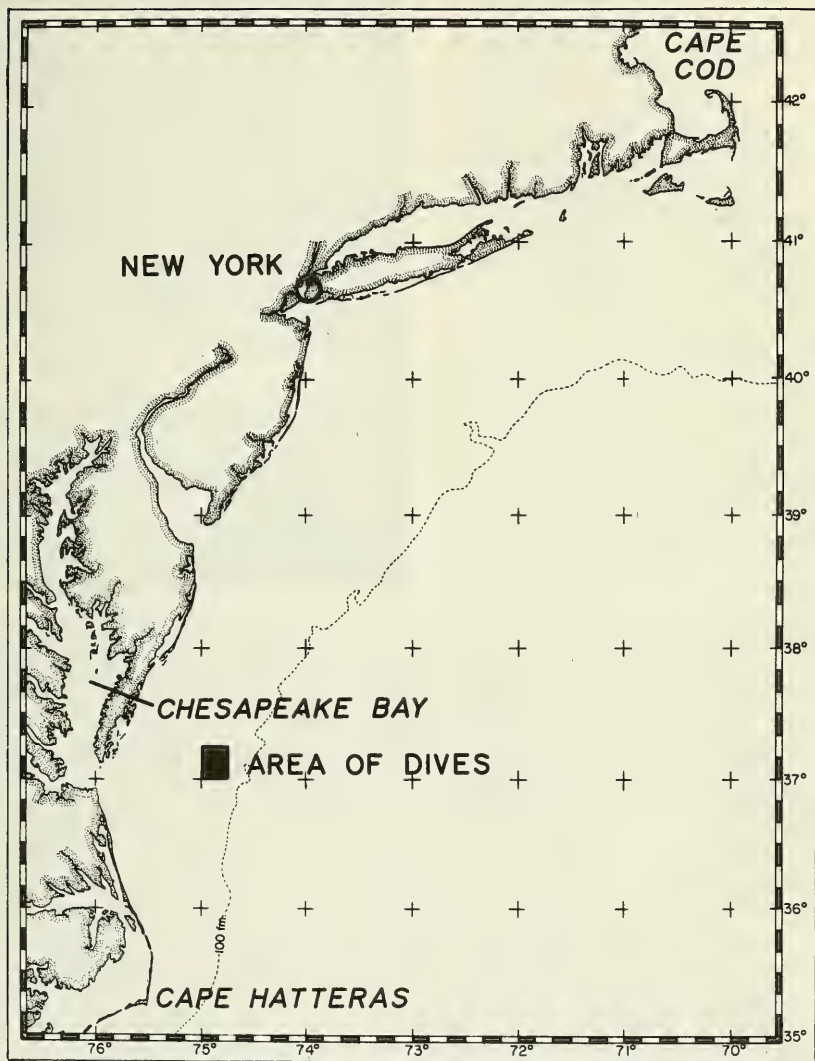 CAPE
COD
42°
41°
NEW YORK
40°
39°
38°
CHESAPEAKE BAY
AREA OF DIVES
37°
36°
100 fm.
CAPE HATTERAS
35°
76° 75° 74° 73° 72° 71° 70°